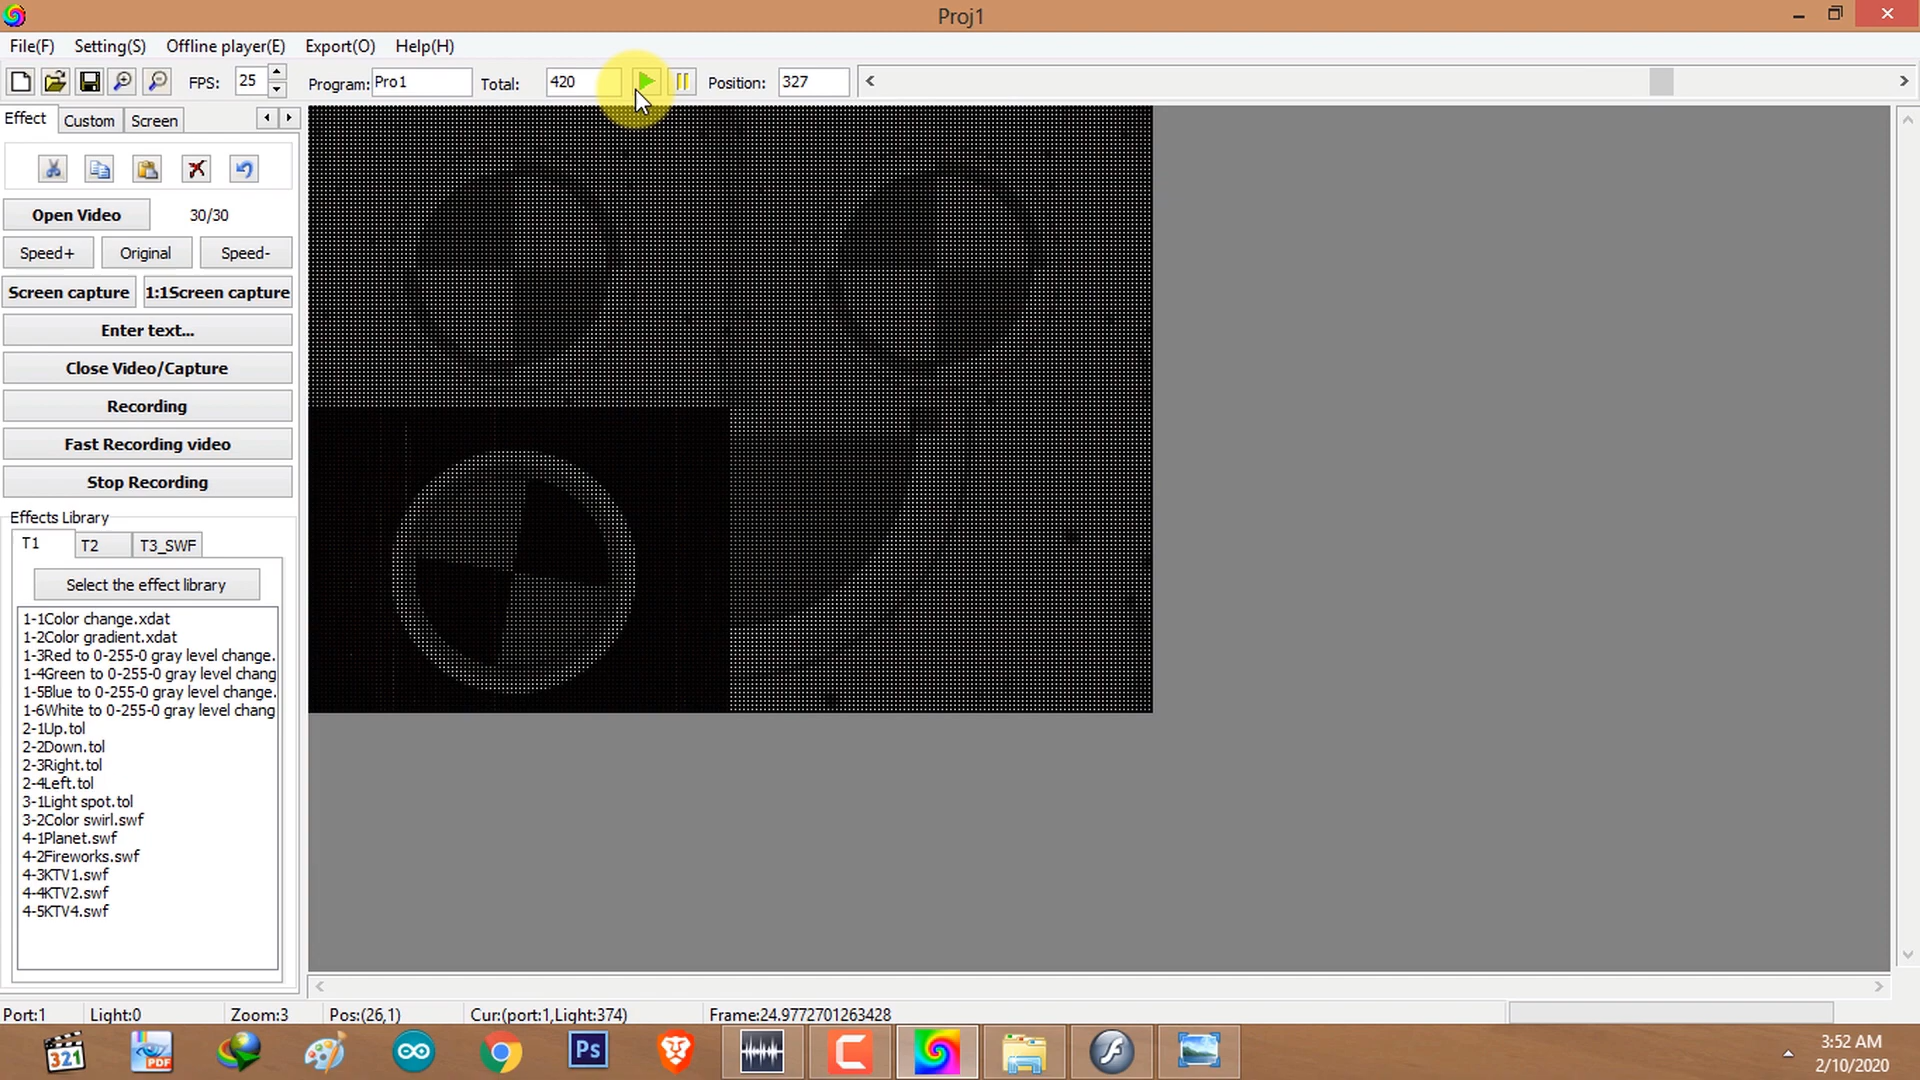 Proj1
File(F) Setting(S) Offline player(E) Export(O) Help(H)
FPS: 25 Program: Pro1 Total: 420 Position: 327
Effect Custom Screen
Open Video 30/30
Speed+ Original Speed-
Screen capture 1:1Screen capture
Enter text...
Close Video/Capture
Recording
Fast Recording video
Stop Recording
Effects Library
T1 T2 T3_SWF
Select the effect library
1-1Color change.xdat
1-2Color gradient.xdat
1-3Red to 0-255-0 gray level change.
1-4Green to 0-255-0 gray level chang
1-5Blue to 0-255-0 gray level change.
1-6White to 0-255-0 gray level chang
2-1Up.tol
2-2Down.tol
2-3Right.tol
2-4Left.tol
3-1Light spot.tol
3-2Color swirl.swf
4-1Planet.swf
4-2Fireworks.swf
4-3KTV1.swf
4-4KTV2.swf
4-5KTV4.swf
Port:1 Light:0 Zoom:3 Pos:(26,1) Cur:(port:1,Light:374) Frame:24.9772701263428
321 PDF Ps
3:52 AM
2/10/2020